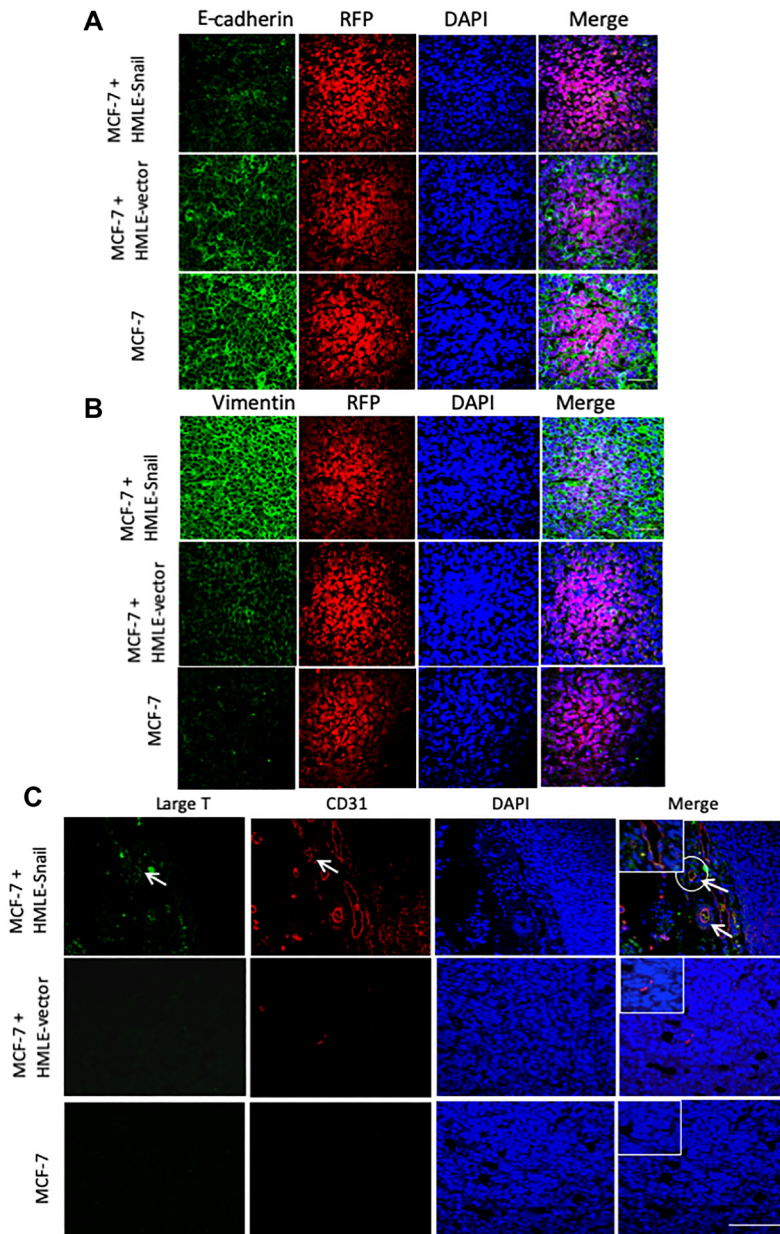 A
E-cadherin RFP DAPI Merge
MCF-7 +
HMLE-Snail
MCF-7 +
HMLE-vector
MCF-7
B
Vimentin RFP DAPI Merge
MCF-7 +
HMLE-Snail
MCF-7 +
HMLE-vector
MCF-7
C
Large T CD31 DAPI Merge
MCF-7 +
HMLE-Snail
MCF-7 +
HMLE-vector
MCF-7